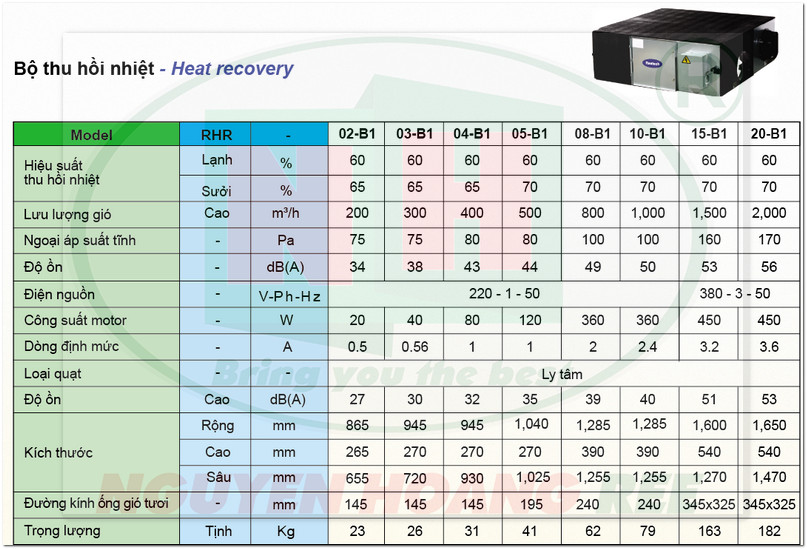 Bộ thu hồi nhiệt - Heat recovery
Reetech
R
Model RHR - 02-B1 03-B1 04-B1 05-B1 08-B1 10-B1 15-B1 20-B1
Hiệu suất thu hồi nhiệt Lạnh % 60 60 60 60 60 60 60 60
Sưởi % 65 65 65 70 70 70 70 70
Lưu lượng gió Cao m³/h 200 300 400 500 800 1,000 1,500 2,000
Ngoại áp suất tĩnh - Pa 75 75 80 80 100 100 160 170
Độ ồn - dB(A) 34 38 43 44 49 50 53 56
Điện nguồn - V-Ph-Hz 220 - 1 - 50 380 - 3 - 50
Công suất motor - W 20 40 80 120 360 360 450 450
Dòng định mức - A 0.5 0.56 1 1 2 2.4 3.2 3.6
Loại quạt - - Ly tâm
Độ ồn Cao dB(A) 27 30 32 35 39 40 51 53
Kích thước Rộng mm 865 945 945 1,040 1,285 1,285 1,600 1,650
Cao mm 265 270 270 270 390 390 540 540
Sâu mm 655 720 930 1,025 1,255 1,255 1,270 1,470
Đường kính ống gió tươi - mm 145 145 145 195 240 240 345x325 345x325
Trọng lượng Tịnh Kg 23 26 31 41 62 79 163 182
NH
Bring you the best
NGUYENHOANG REE